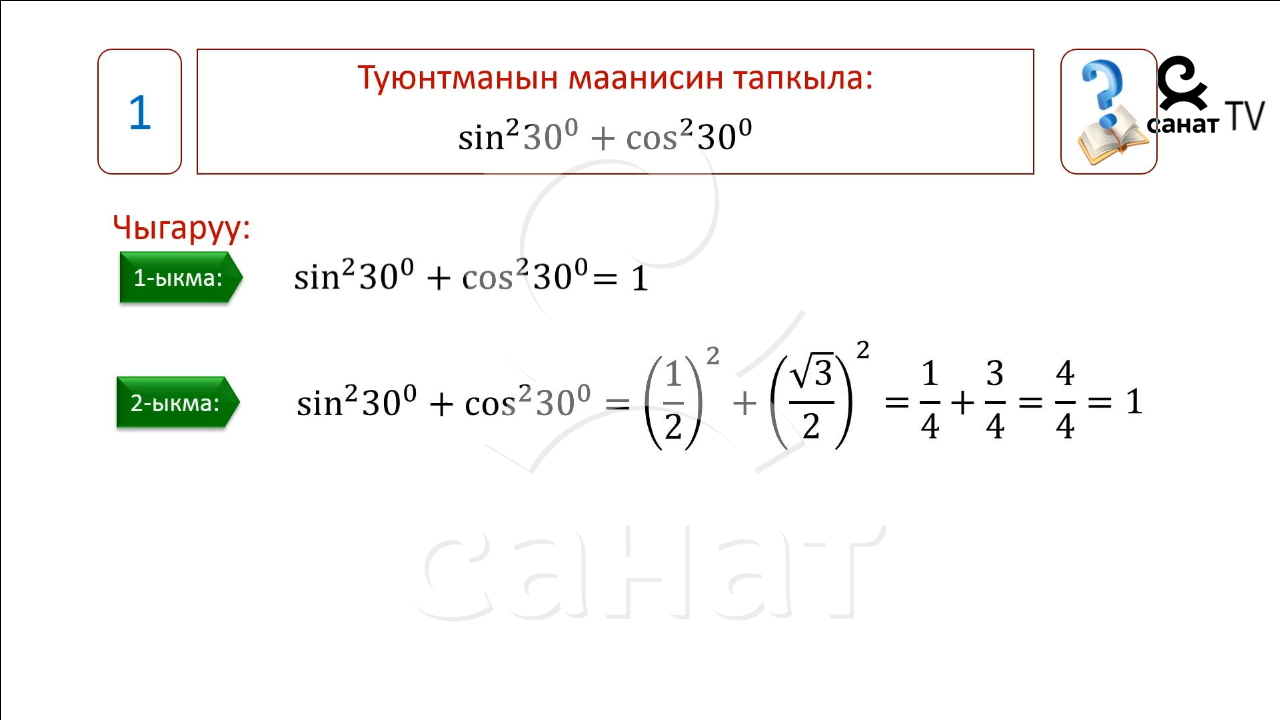 1
Туюнтманын маанисин тапкыла:
sin²30⁰ + cos²30⁰
?
санат TV
Чыгаруу:
1-ыкма: sin²30⁰ + cos²30⁰ = 1
2-ыкма: sin²30⁰ + cos²30⁰ = (1/2)² + (√3/2)² = 1/4 + 3/4 = 4/4 = 1
санат